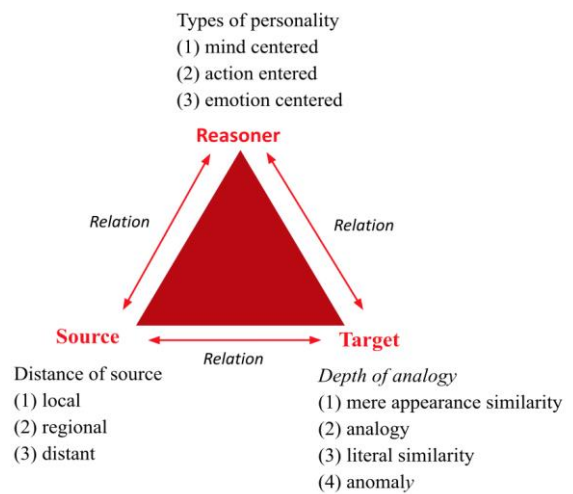 Types of personality
(1) mind centered
(2) action entered
(3) emotion centered
Reasoner
Relation
Relation
Source
Relation
Target
Distance of source
(1) local
(2) regional
(3) distant
Depth of analogy
(1) mere appearance similarity
(2) analogy
(3) literal similarity
(4) anomaly